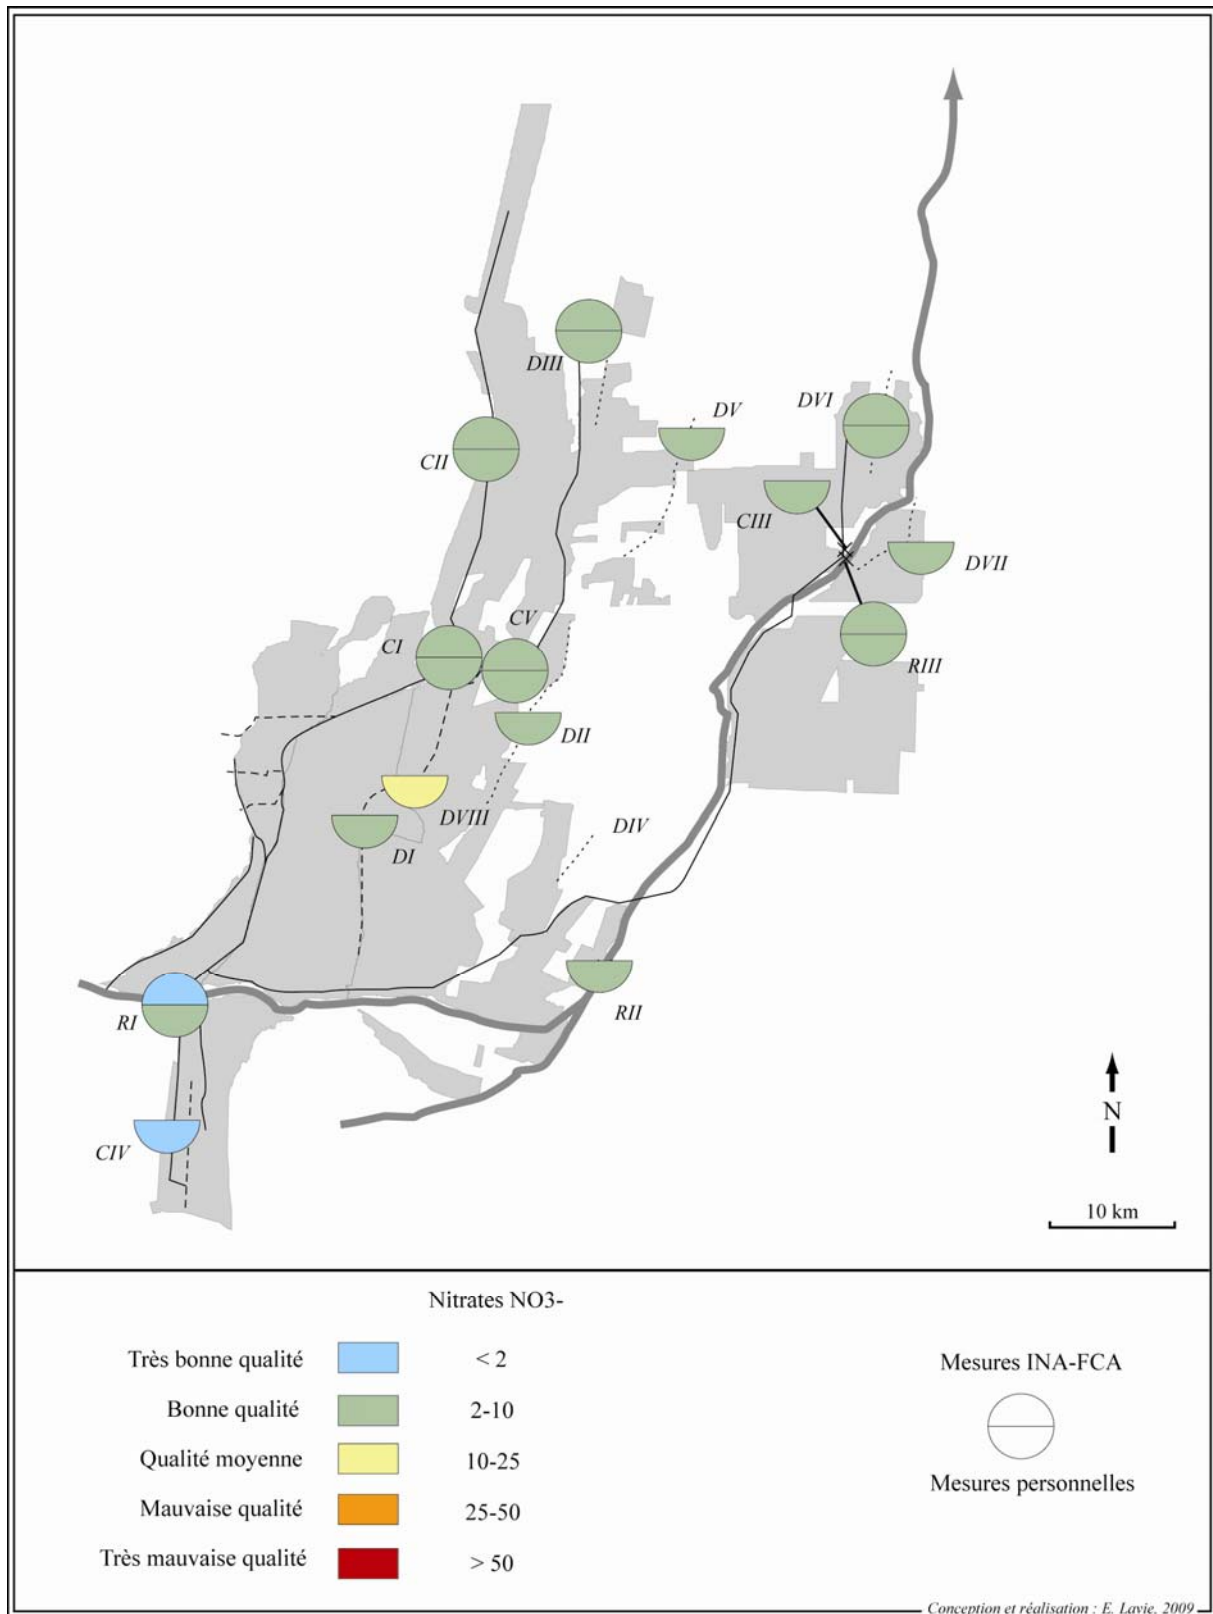 DIII
DV
DVI
CII
CIII
DVII
CV
CI
RIII
DII
DVIII
DIV
DI
RI
RII
CIV
N
10 km
Nitrates NO3-
Très bonne qualité < 2
Bonne qualité 2-10
Qualité moyenne 10-25
Mauvaise qualité 25-50
Très mauvaise qualité > 50
Mesures INA-FCA
Mesures personnelles
Conception et réalisation : E. Lavie, 2009